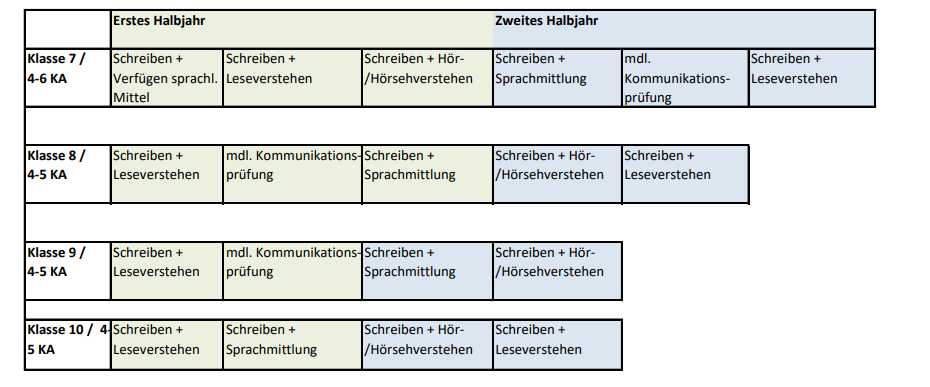 Erstes Halbjahr
Zweites Halbjahr
Klasse 7 /
4-6 KA
Schreiben +
Verfügen sprachl.
Mittel
Schreiben +
Leseverstehen
Schreiben + Hör-
/Hörsehverstehen
Schreiben +
Sprachmittlung
mdl.
Kommunikations-
prüfung
Schreiben +
Leseverstehen
Klasse 8 /
4-5 KA
Schreiben +
Leseverstehen
mdl. Kommunikations-
prüfung
Schreiben +
Sprachmittlung
Schreiben + Hör-
/Hörsehverstehen
Schreiben +
Leseverstehen
Klasse 9 /
4-5 KA
Schreiben +
Leseverstehen
mdl. Kommunikations-
prüfung
Schreiben +
Sprachmittlung
Schreiben + Hör-
/Hörsehverstehen
Klasse 10 / 4-
5 KA
Schreiben +
Leseverstehen
Schreiben +
Sprachmittlung
Schreiben + Hör-
/Hörsehverstehen
Schreiben +
Leseverstehen